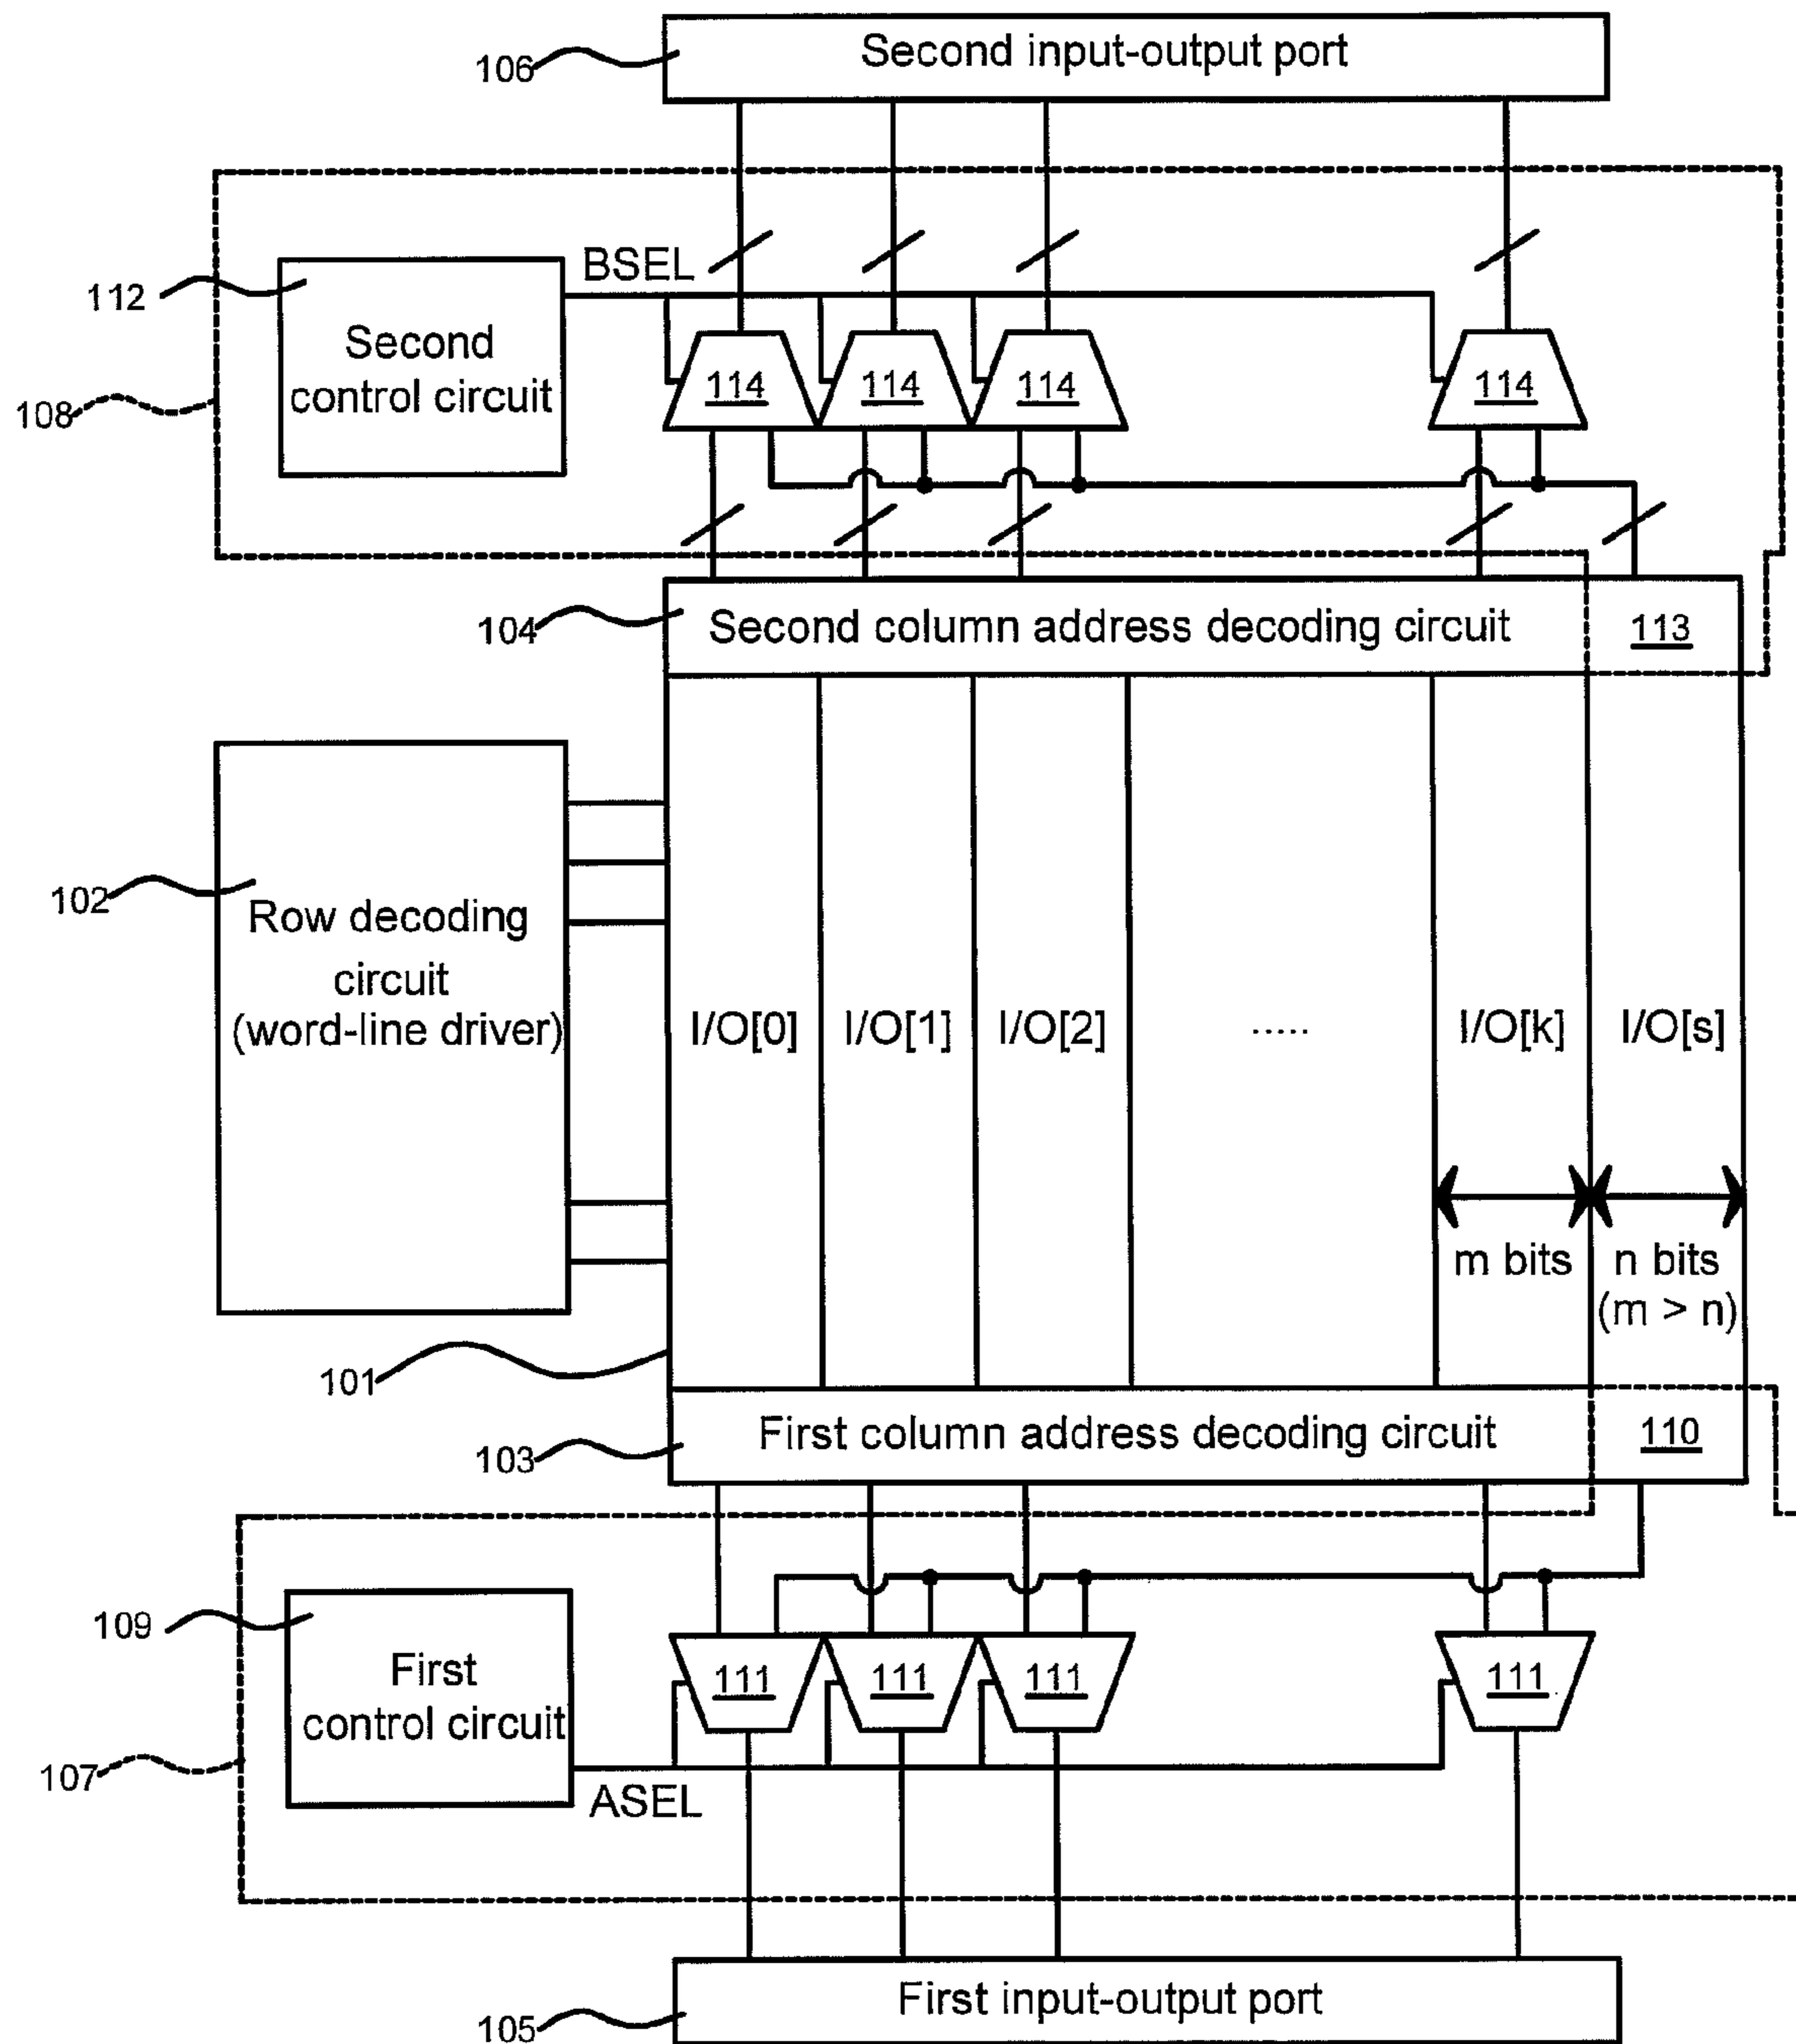 Second input-output port
106
BSEL
112
Second
control circuit
114 114 114 114
108
104
Second column address decoding circuit
113
102
Row decoding
circuit
(word-line driver)
I/O[0] I/O[1] I/O[2] ..... I/O[k] I/O[s]
m bits n bits
(m > n)
101
First column address decoding circuit
110
103
109
First
control circuit
111 111 111 111
107
ASEL
First input-output port
105